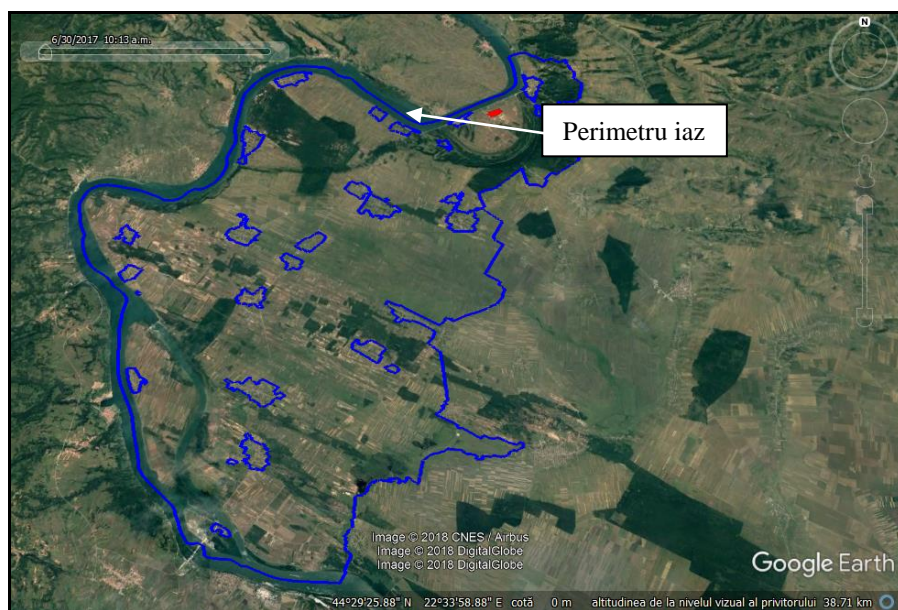 6/30/2017 10:13 a.m.
N
Perimetru iaz
Image © 2018 CNES / Airbus
Image © 2018 DigitalGlobe
Image © 2018 DigitalGlobe
Google Earth
44°29'25.88" N 22°33'58.88" E cotă 0 m altitudinea de la nivelul vizual al privitorului 38.71 km